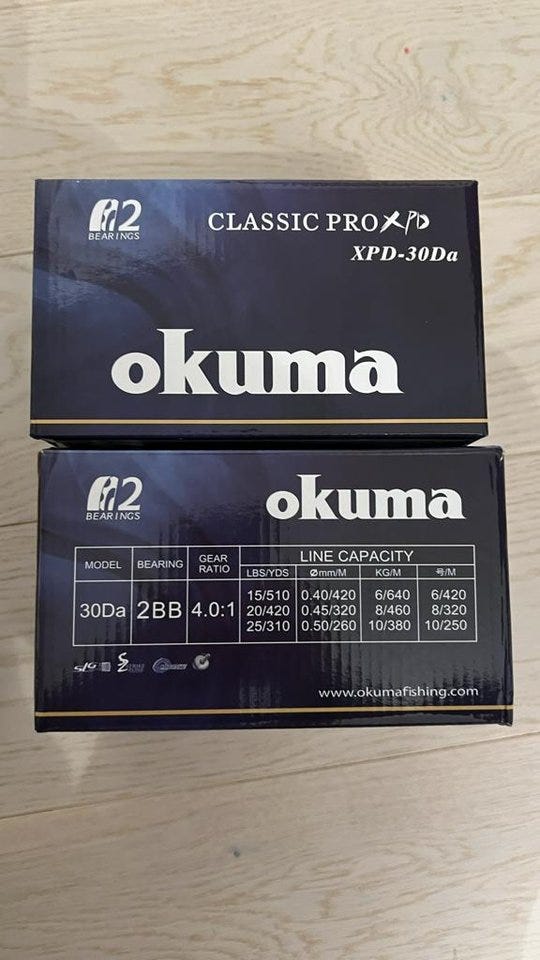 2
BEARINGS
CLASSIC PRO XPD
XPD-30Da
okuma
2
BEARINGS
okuma
MODEL BEARING GEAR RATIO LINE CAPACITY
LBS/YDS Ømm/M KG/M 号/M
30Da 2BB 4.0:1
15/510 0.40/420 6/640 6/420
20/420 0.45/320 8/460 8/320
25/310 0.50/260 10/380 10/250
www.okumafishing.com